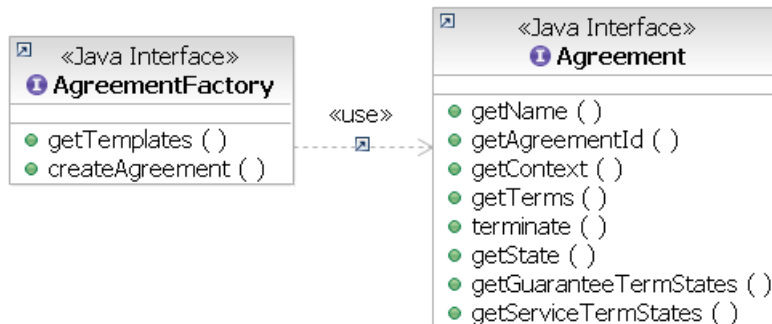 «Java Interface»
AgreementFactory
getTemplates ( )
createAgreement ( )
«use»
«Java Interface»
Agreement
getName ( )
getAgreementId ( )
getContext ( )
getTerms ( )
terminate ( )
getState ( )
getGuaranteeTermStates ( )
getServiceTermStates ( )